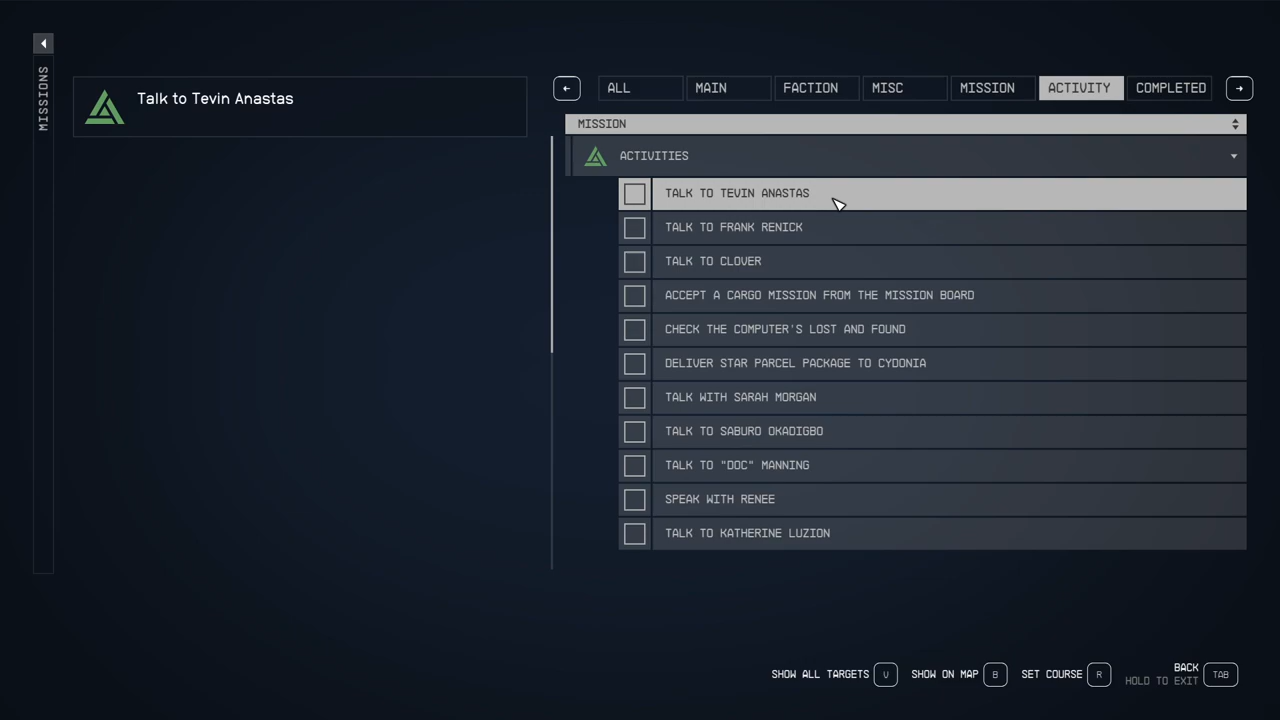 MISSIONS
Talk to Tevin Anastas
ALL
MAIN
FACTION
MISC
MISSION
ACTIVITY
COMPLETED
MISSION
ACTIVITIES
TALK TO TEVIN ANASTAS
TALK TO FRANK RENICK
TALK TO CLOVER
ACCEPT A CARGO MISSION FROM THE MISSION BOARD
CHECK THE COMPUTER'S LOST AND FOUND
DELIVER STAR PARCEL PACKAGE TO CYDONIA
TALK WITH SARAH MORGAN
TALK TO SABURO OKADIGBO
TALK TO "DOC" MANNING
SPEAK WITH RENEE
TALK TO KATHERINE LUZION
SHOW ALL TARGETS V
SHOW ON MAP B
SET COURSE R
BACK
HOLD TO EXIT
TAB